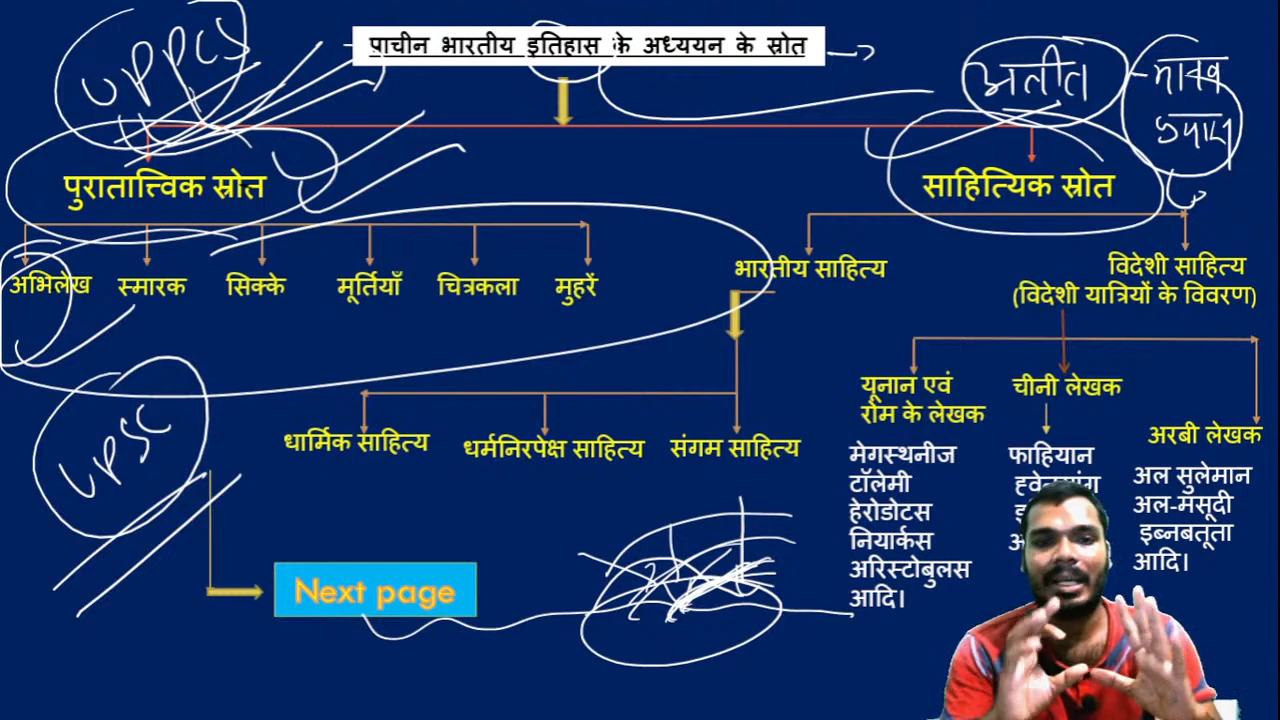 प्राचीन भारतीय इतिहास के अध्ययन के स्रोत
UPPCS
अतीत
मानव
पुरातात्त्विक स्रोत
साहित्यिक स्रोत
अभिलेख
स्मारक
सिक्के
मूर्तियाँ
चित्रकला
मुहरें
भारतीय साहित्य
विदेशी साहित्य
(विदेशी यात्रियों के विवरण)
UPSC
धार्मिक साहित्य
धर्मनिरपेक्ष साहित्य
संगम साहित्य
यूनान एवं
रोम के लेखक
मेगस्थनीज
टॉलेमी
हेरोडोटस
नियार्कस
अरिस्टोबुलस
आदि।
चीनी लेखक
फाहियान
अरबी लेखक
अल सुलेमान
अल-मसूदी
इब्नबतूता
आदि।
Next page